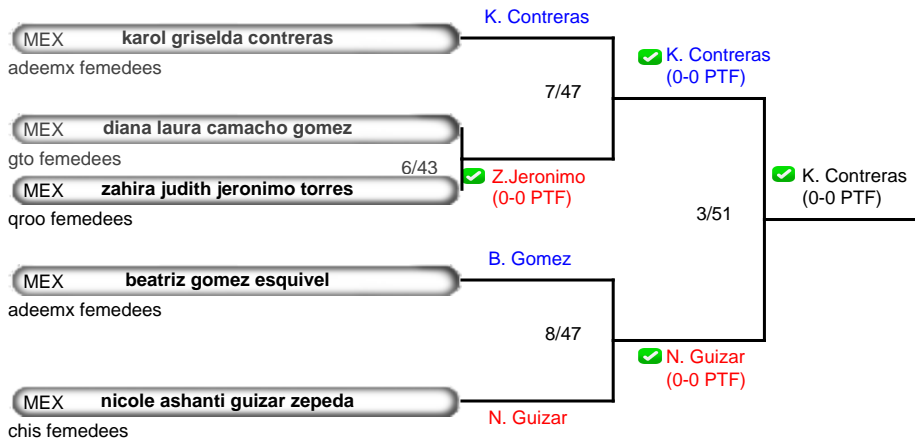 K. Contreras
MEX karol griselda contreras
adeemx femedees
K. Contreras
(0-0 PTF)
7/47
MEX diana laura camacho gomez
gto femedees
6/43
Z.Jeronimo
(0-0 PTF)
MEX zahira judith jeronimo torres
qroo femedees
K. Contreras
(0-0 PTF)
3/51
B. Gomez
MEX beatriz gomez esquivel
adeemx femedees
8/47
N. Guizar
(0-0 PTF)
MEX nicole ashanti guizar zepeda
chis femedees
N. Guizar